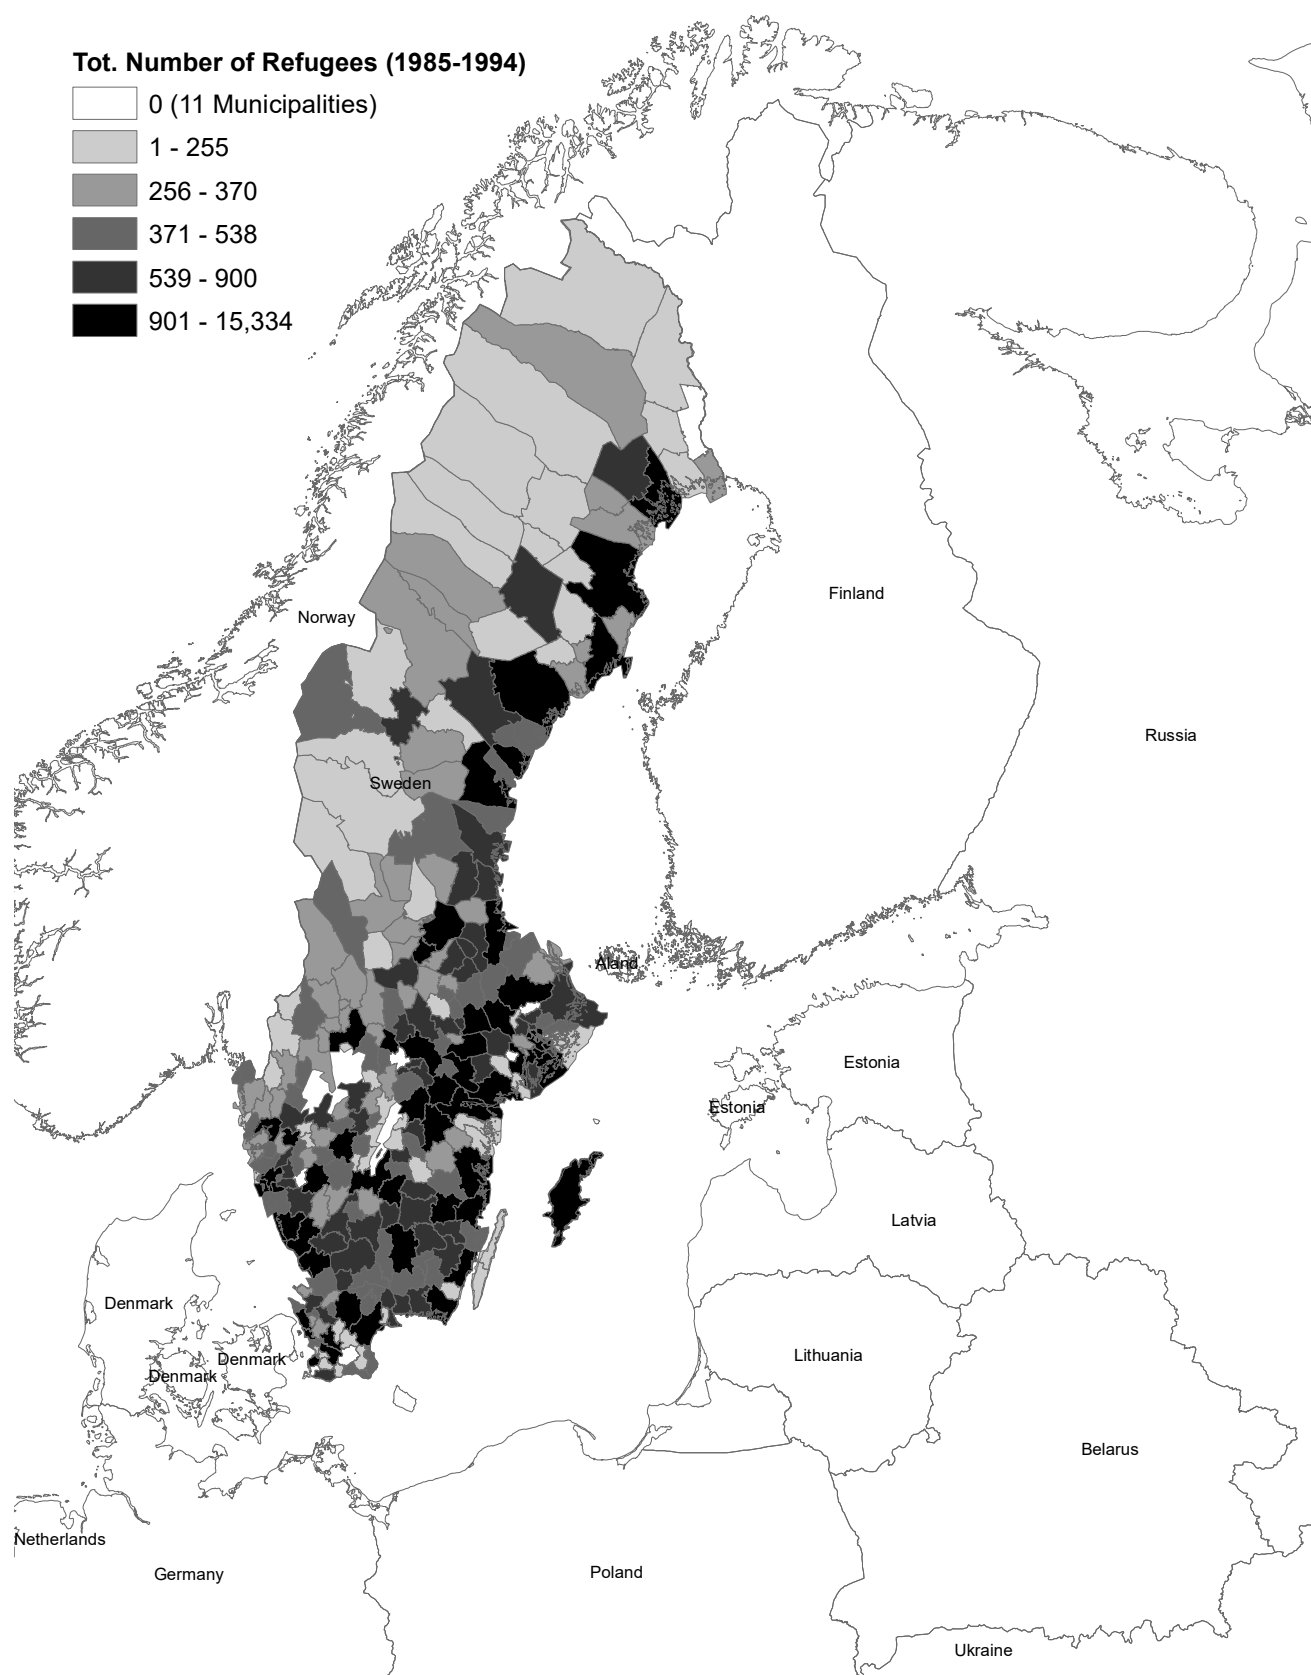 Tot. Number of Refugees (1985-1994)
0 (11 Municipalities)
1 - 255
256 - 370
371 - 538
539 - 900
901 - 15,334
Finland
Norway
Russia
Sweden
Åland
Estonia
Estonia
Latvia
Denmark
Lithuania
Denmark
Denmark
Belarus
Netherlands
Germany
Poland
Ukraine